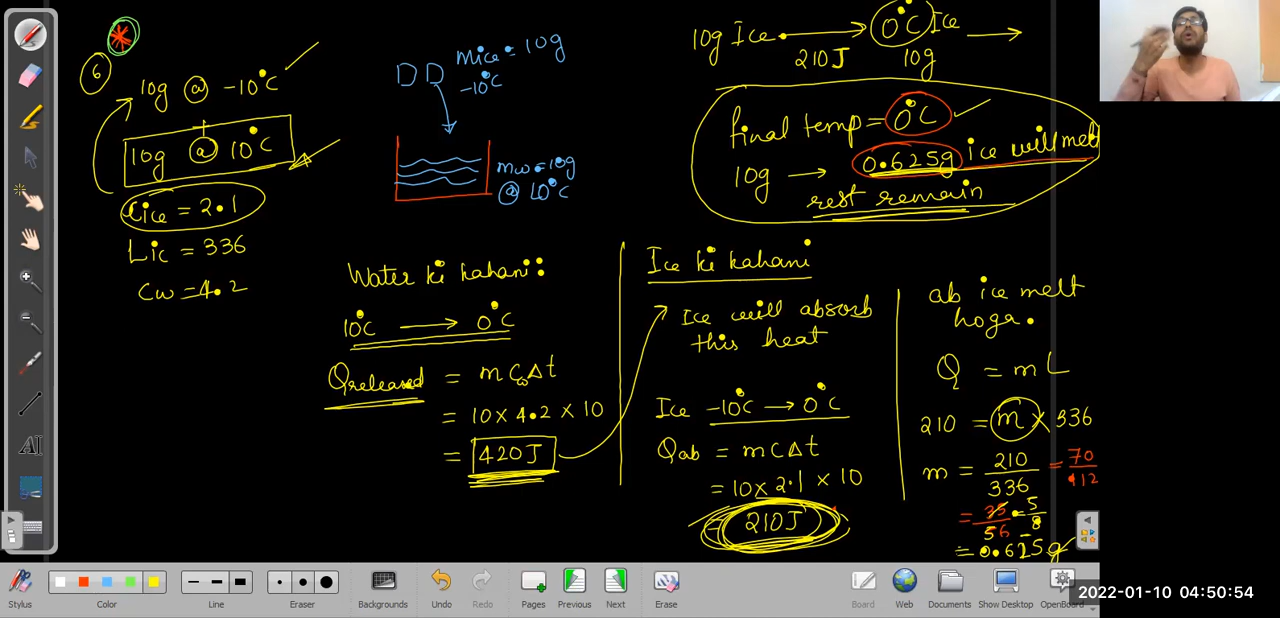 6
10g @ -10°C
10g @ 10°C
Cice = 2.1
Lic = 336
Cw = 4.2
mice = 10g
-10°C
mw = 10g
@ 10°C
10g Ice → 0°C Ice →
210J 10g
final temp = 0°C
10g → 0.625g ice will melt
rest remain
Water ki kahani:
10°C → 0°C
Qreleased = m Cw Δt
= 10 × 4.2 × 10
= 420J
Ice ki kahani
Ice will absorb
this heat
Ice -10°C → 0°C
Qab = m C Δt
= 10 × 2.1 × 10
= 210J
ab ice melt
hoga.
Q = m L
210 = m × 336
m = 210/336 = 70/112
= 35/56 = 5/8
= 0.625g
Stylus
Color
Line
Eraser
Backgrounds
Undo
Redo
Pages
Previous
Next
Erase
Board
Web
Documents
Show Desktop
OpenBoard
2022-01-10 04:50:54